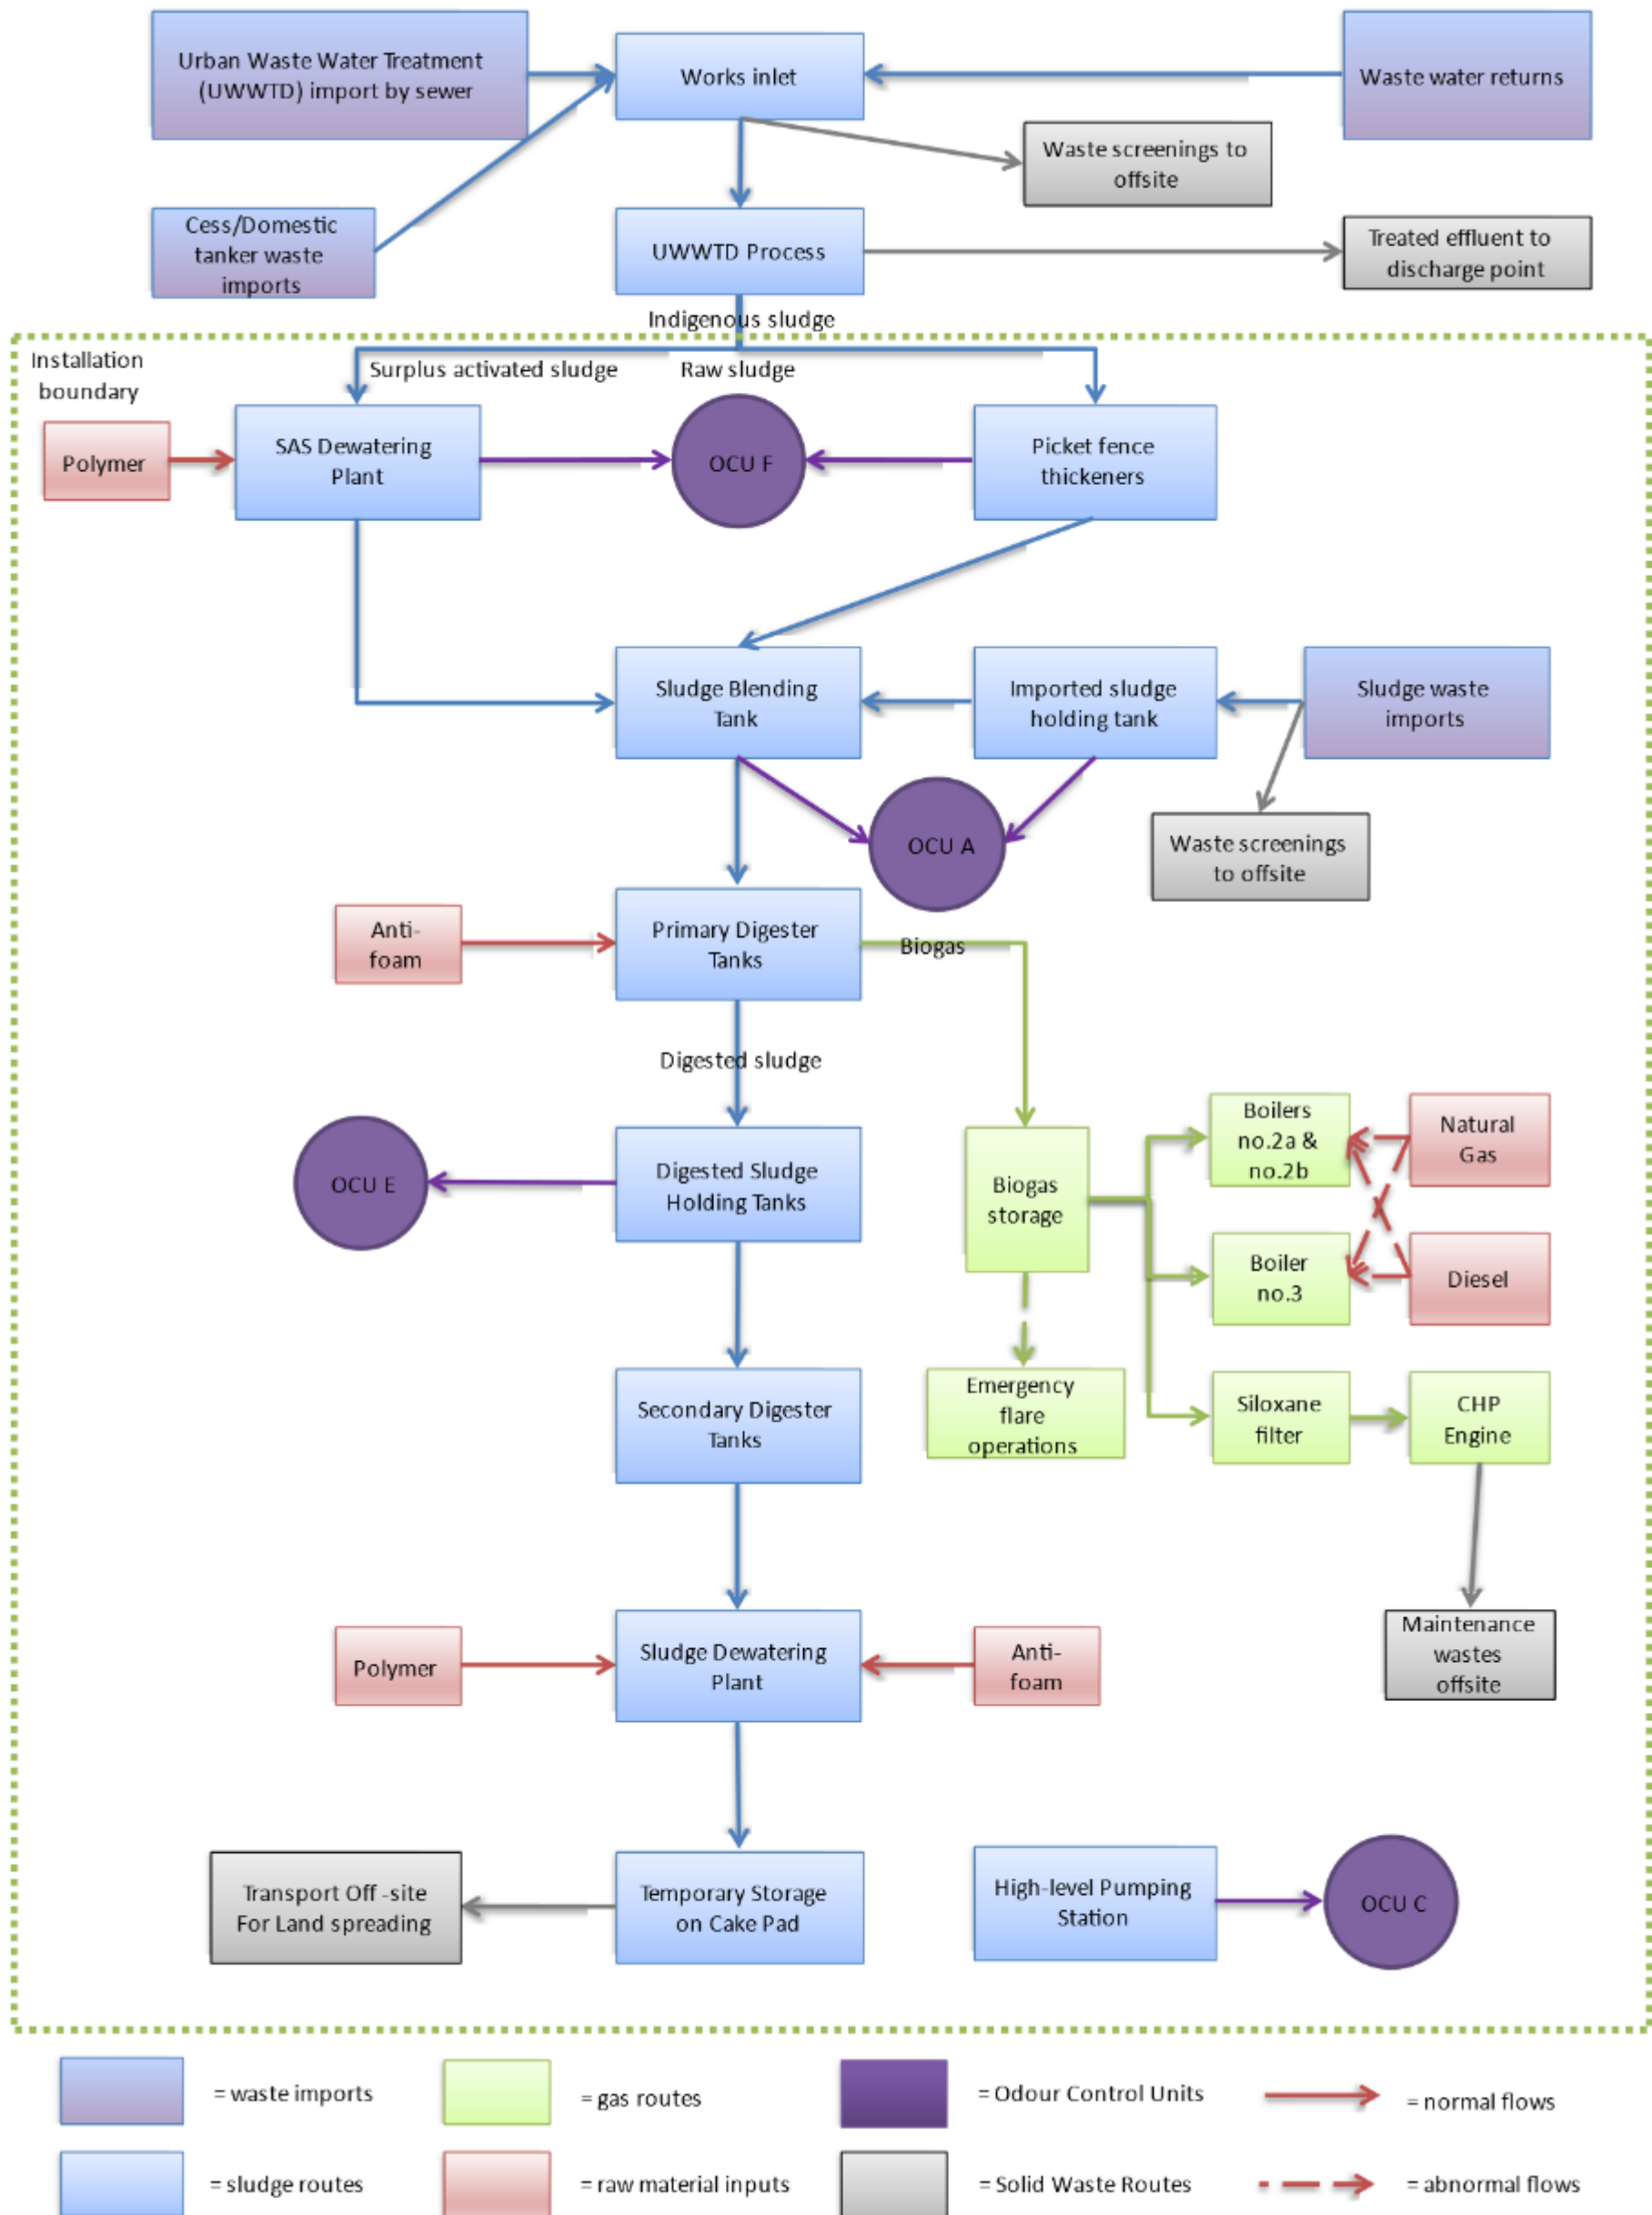 Urban Waste Water Treatment
(UWWTD) import by sewer
Works inlet
Waste water returns
Waste screenings to
offsite
Cess/Domestic
tanker waste
imports
UWWTD Process
Treated effluent to
discharge point
Indigenous sludge
Installation
boundary
Surplus activated sludge
Raw sludge
Polymer
SAS Dewatering
Plant
OCU F
Picket fence
thickeners
Sludge Blending
Tank
Imported sludge
holding tank
Sludge waste
imports
OCU A
Waste screenings
to offsite
Anti-
foam
Primary Digester
Tanks
Biogas
Digested sludge
OCU E
Digested Sludge
Holding Tanks
Biogas
storage
Boilers
no.2a &
no.2b
Natural
Gas
Boiler
no.3
Diesel
Emergency
flare
operations
Siloxane
filter
CHP
Engine
Secondary Digester
Tanks
Polymer
Sludge Dewatering
Plant
Anti-
foam
Maintenance
wastes
offsite
Transport Off -site
For Land spreading
Temporary Storage
on Cake Pad
High-level Pumping
Station
OCU C
= waste imports
= gas routes
= Odour Control Units
= normal flows
= sludge routes
= raw material inputs
= Solid Waste Routes
= abnormal flows